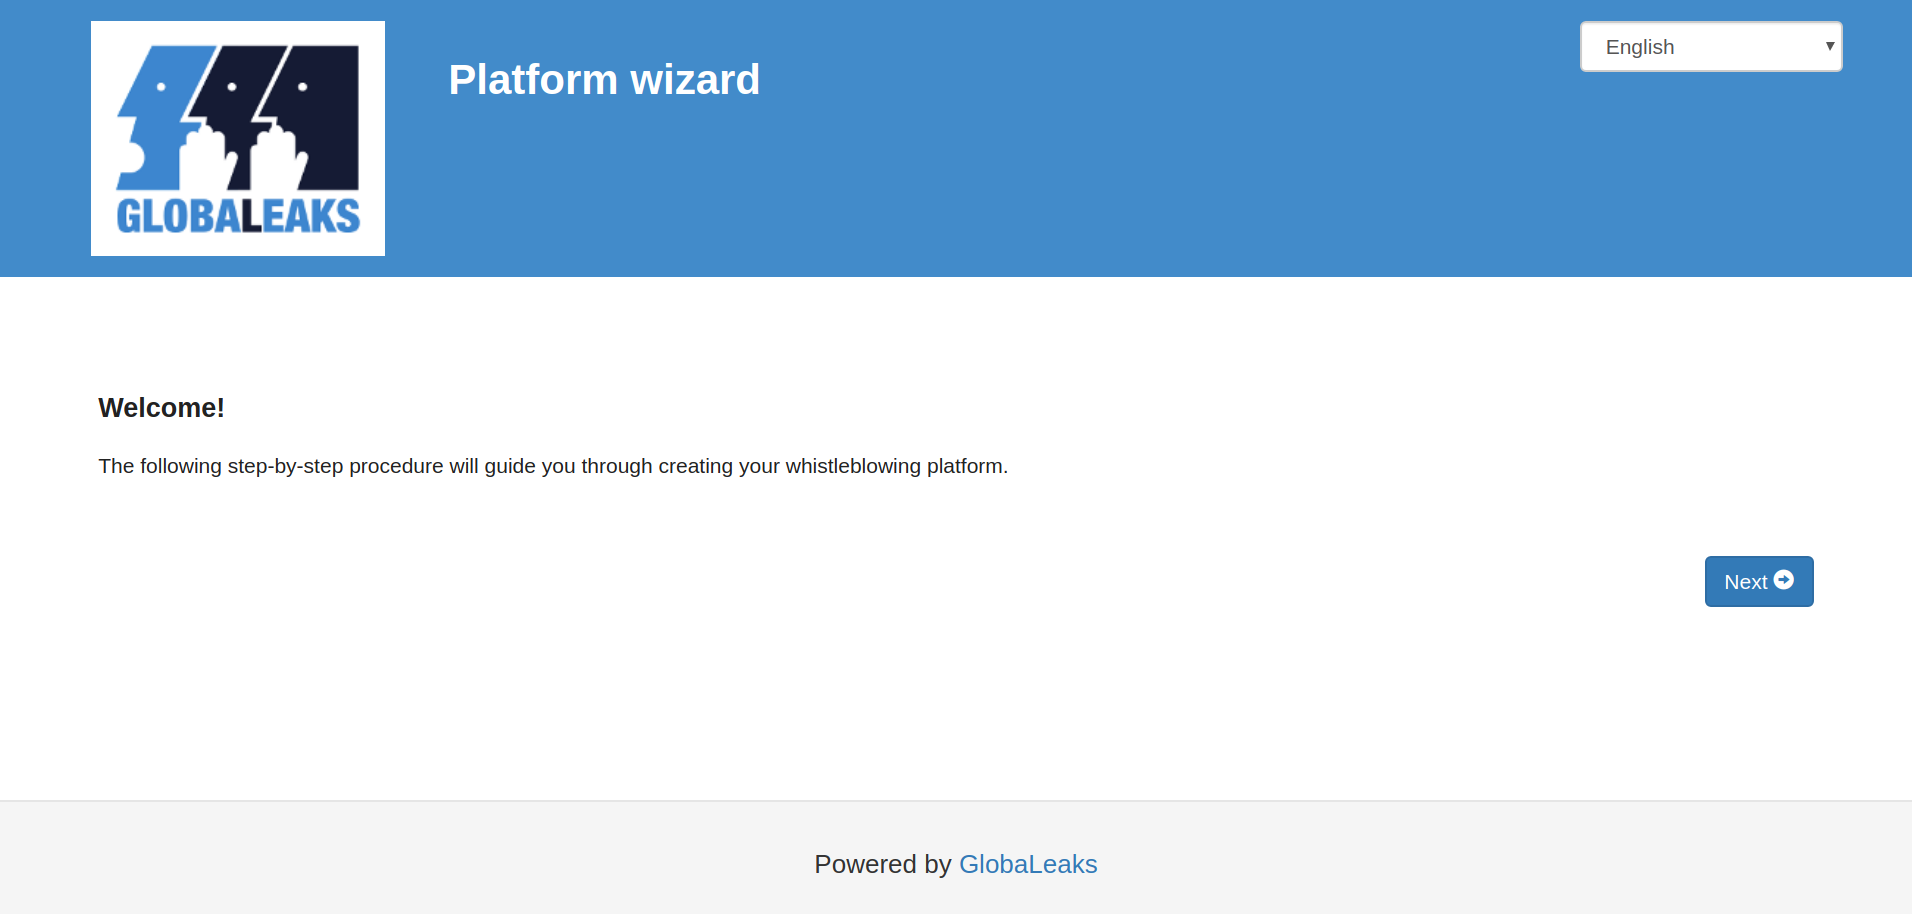 GLOBALEAKS
Platform wizard
English
Welcome!
The following step-by-step procedure will guide you through creating your whistleblowing platform.
Next
Powered by GlobaLeaks